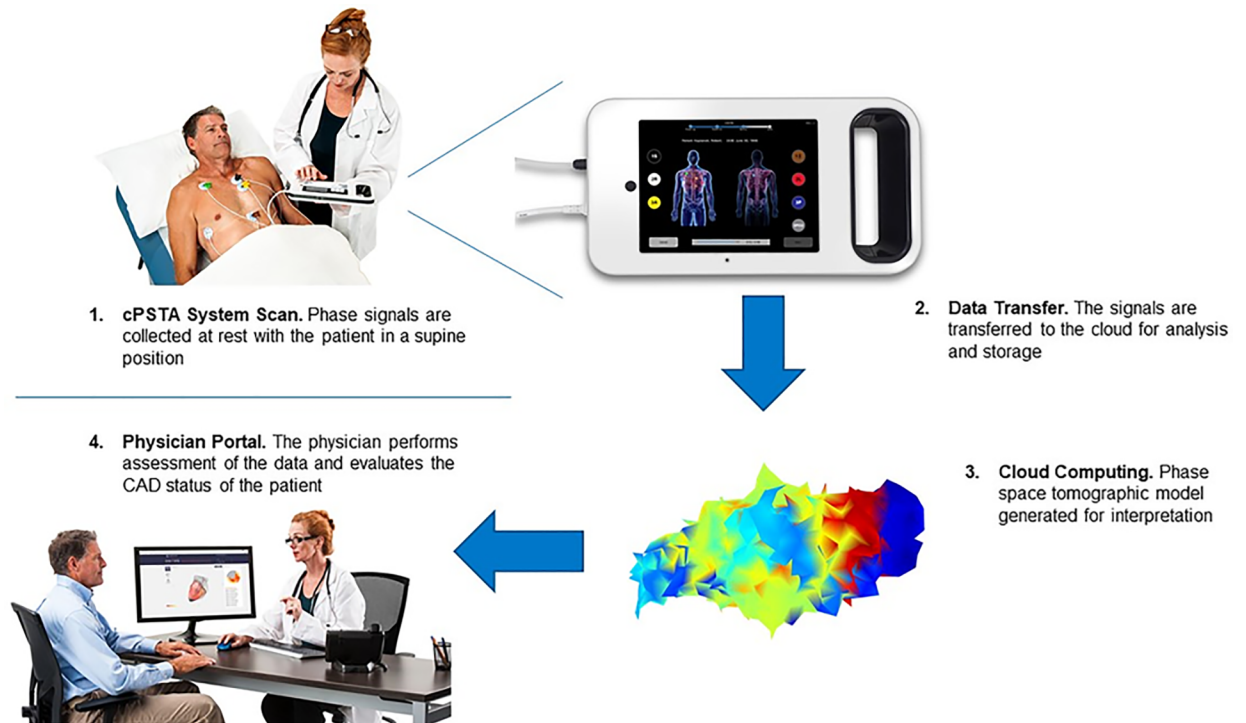 1. cPSTA System Scan. Phase signals are
collected at rest with the patient in a supine
position
2. Data Transfer. The signals are
transferred to the cloud for analysis
and storage
3. Cloud Computing. Phase
space tomographic model
generated for interpretation
4. Physician Portal. The physician performs
assessment of the data and evaluates the
CAD status of the patient